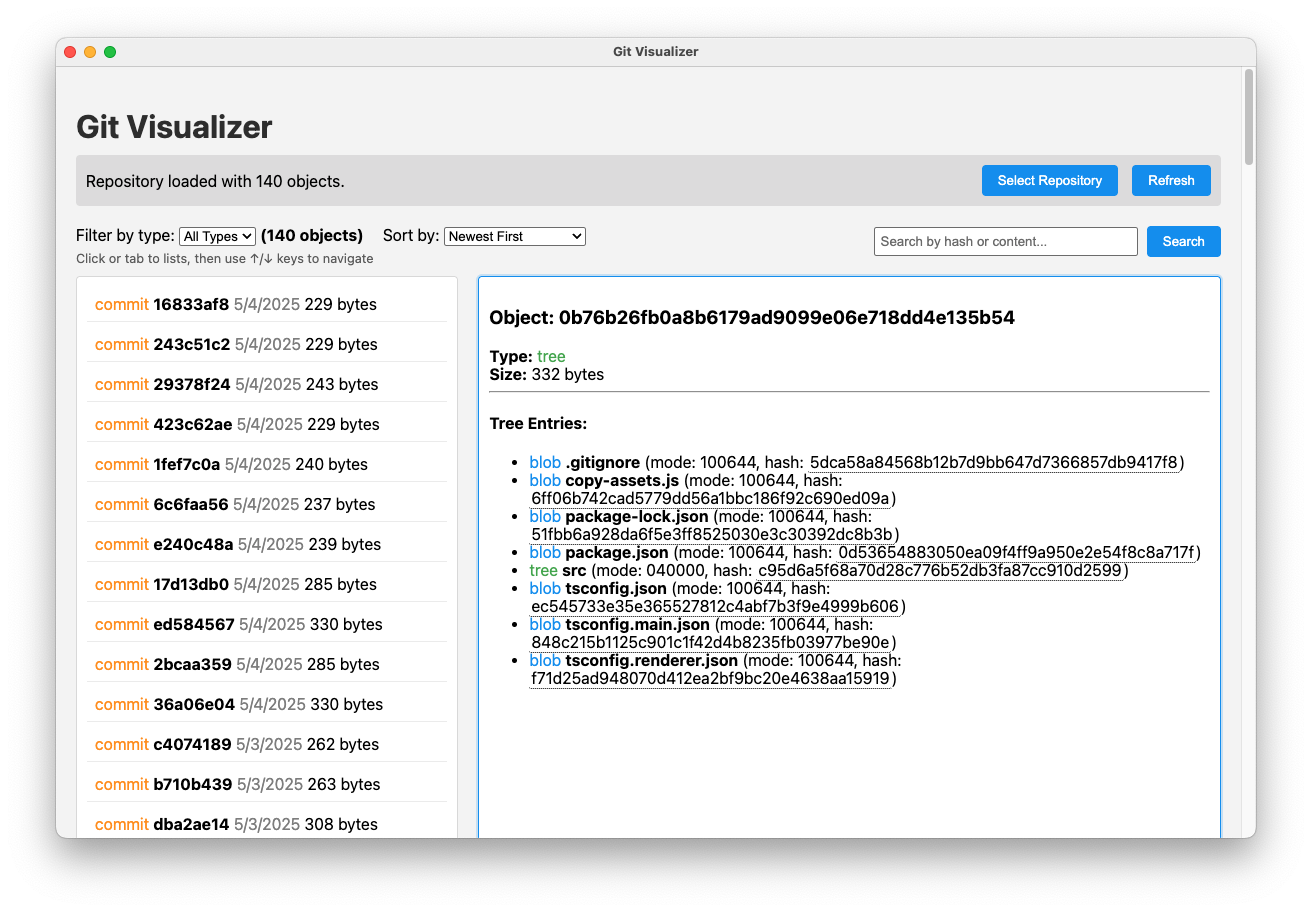 Git Visualizer
Git Visualizer
Repository loaded with 140 objects.
Select Repository
Refresh
Filter by type: All Types (140 objects) Sort by: Newest First
Search by hash or content...
Search
Click or tab to lists, then use ↑/↓ keys to navigate
commit 16833af8 5/4/2025 229 bytes
commit 243c51c2 5/4/2025 229 bytes
commit 29378f24 5/4/2025 243 bytes
commit 423c62ae 5/4/2025 229 bytes
commit 1fef7c0a 5/4/2025 240 bytes
commit 6c6faa56 5/4/2025 237 bytes
commit e240c48a 5/4/2025 239 bytes
commit 17d13db0 5/4/2025 285 bytes
commit ed584567 5/4/2025 330 bytes
commit 2bcaa359 5/4/2025 285 bytes
commit 36a06e04 5/4/2025 330 bytes
commit c4074189 5/3/2025 262 bytes
commit b710b439 5/3/2025 263 bytes
commit dba2ae14 5/3/2025 308 bytes
Object: 0b76b26fb0a8b6179ad9099e06e718dd4e135b54
Type: tree
Size: 332 bytes
Tree Entries:
• blob .gitignore (mode: 100644, hash: 5dca58a84568b12b7d9bb647d7366857db9417f8)
• blob copy-assets.js (mode: 100644, hash:
6ff06b742cad5779dd56a1bbc186f92c690ed09a)
• blob package-lock.json (mode: 100644, hash:
51fbb6a928da6f5e3ff8525030e3c30392dc8b3b)
• blob package.json (mode: 100644, hash: 0d53654883050ea09f4ff9a950e2e54f8c8a717f)
• tree src (mode: 040000, hash: c95d6a5f68a70d28c776b52db3fa87cc910d2599)
• blob tsconfig.json (mode: 100644, hash:
ec545733e35e365527812c4abf7b3f9e4999b606)
• blob tsconfig.main.json (mode: 100644, hash:
848c215b1125c901c1f42d4b8235fb03977be90e)
• blob tsconfig.renderer.json (mode: 100644, hash:
f71d25ad948070d412ea2bf9bc20e4638aa15919)